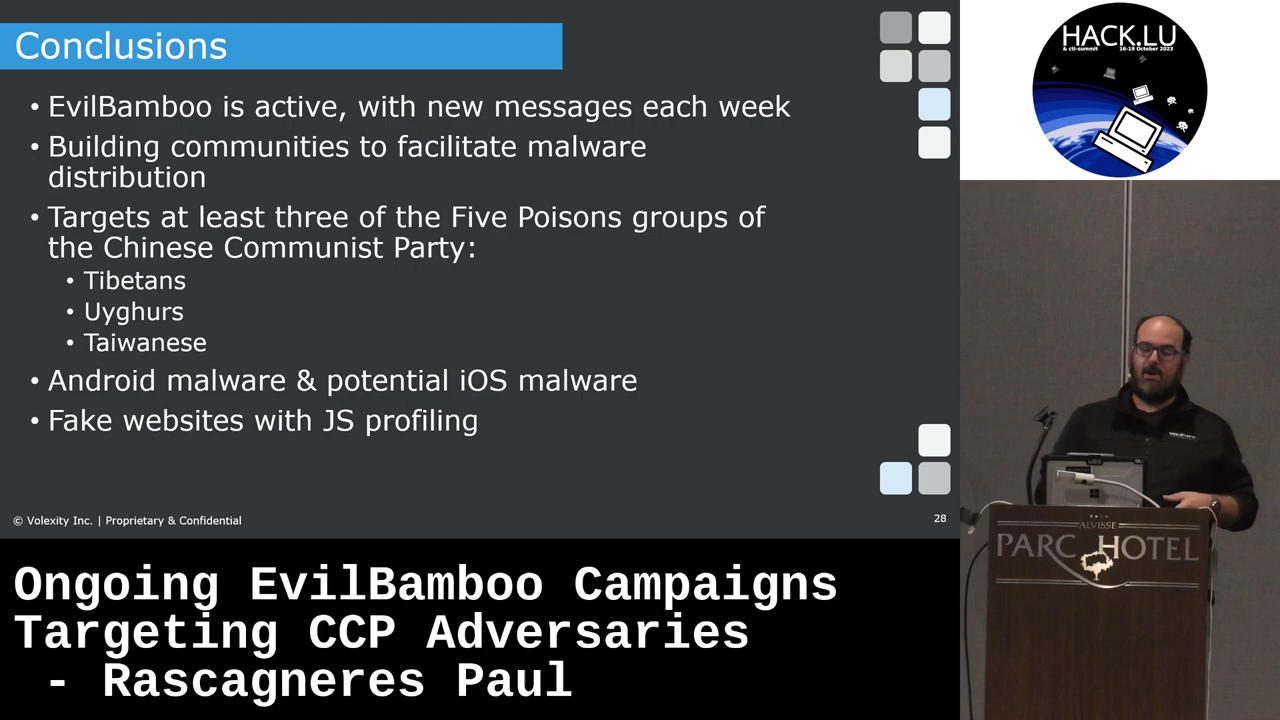 Conclusions
• EvilBamboo is active, with new messages each week
• Building communities to facilitate malware
distribution
• Targets at least three of the Five Poisons groups of
the Chinese Communist Party:
• Tibetans
• Uyghurs
• Taiwanese
• Android malware & potential iOS malware
• Fake websites with JS profiling
© Volexity Inc. | Proprietary & Confidential
28
HACK.LU
& cti-summit 16-19 October 2023
VOLEXITY
ALVISSE
PARC HOTEL
Ongoing EvilBamboo Campaigns
Targeting CCP Adversaries
- Rascagneres Paul